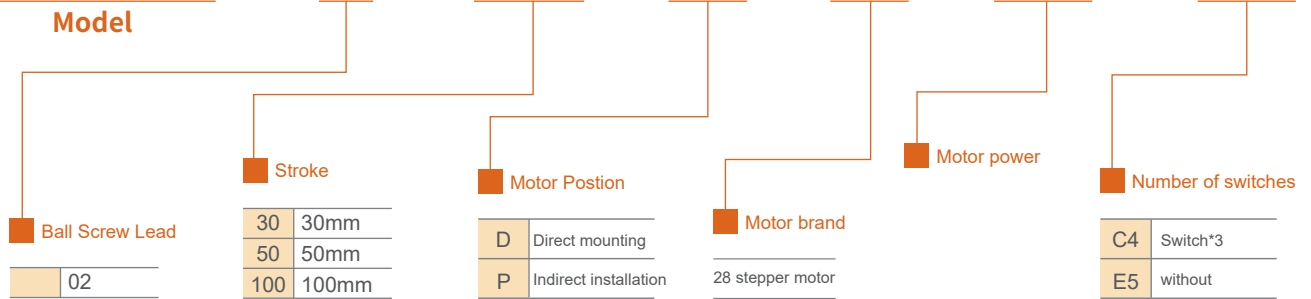 Model
Ball Screw Lead
02
Stroke
30 30mm
50 50mm
100 100mm
Motor Postion
D Direct mounting
P Indirect installation
Motor brand
28 stepper motor
Motor power
Number of switches
C4 Switch*3
E5 without